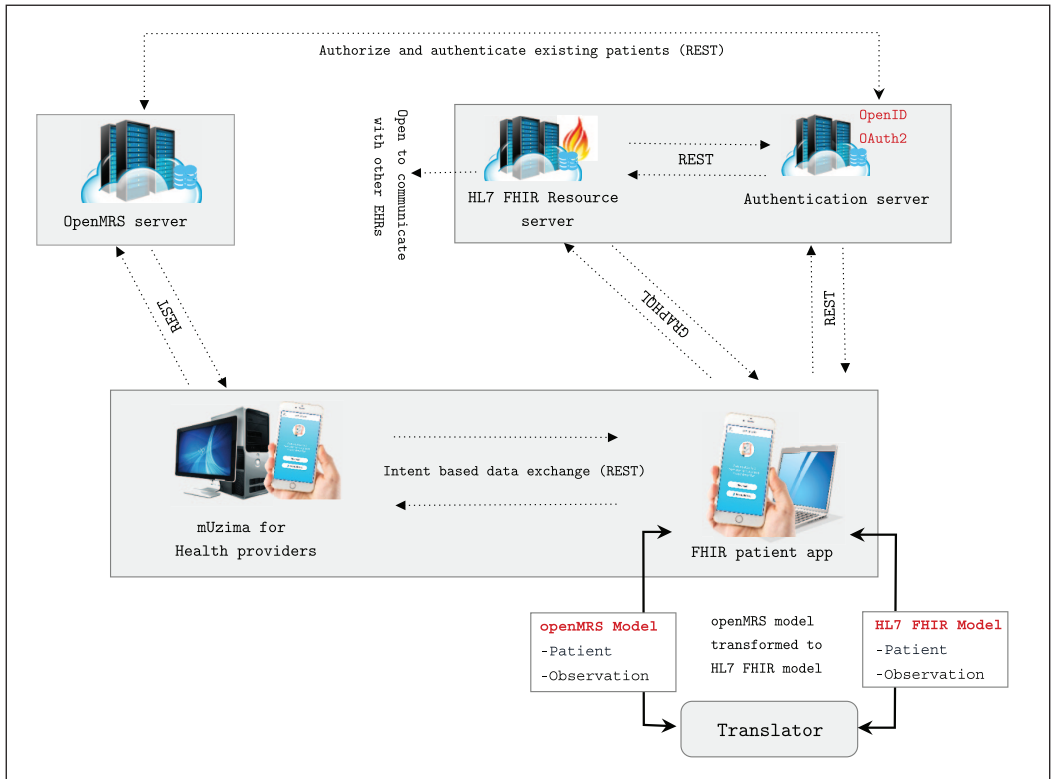 Authorize and authenticate existing patients (REST)
OpenMRS server
Open to communicate
with other EHRs
HL7 FHIR Resource
server
REST
OpenID
OAuth2
Authentication server
REST
GRAPHQL
REST
mUzima for
Health providers
Intent based data exchange (REST)
FHIR patient app
openMRS Model
-Patient
-Observation
openMRS model
transformed to
HL7 FHIR model
HL7 FHIR Model
-Patient
-Observation
Translator